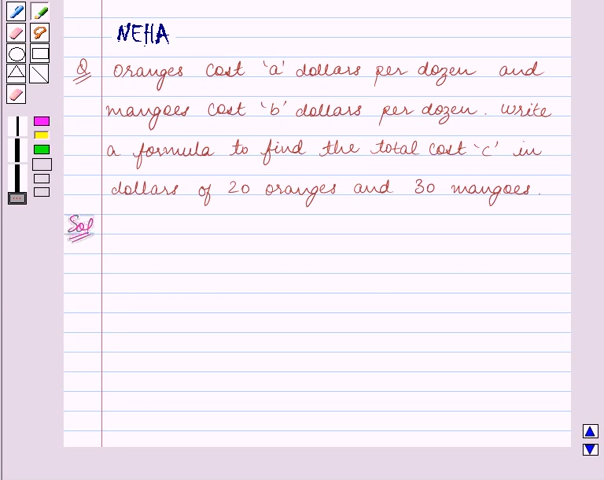 NEHA
Q oranges cost 'a' dollars per dozen and
mangoes cost 'b' dollars per dozen. write
a formula to find the total cost 'c' in
dollars of 20 oranges and 30 mangoes.
Sol